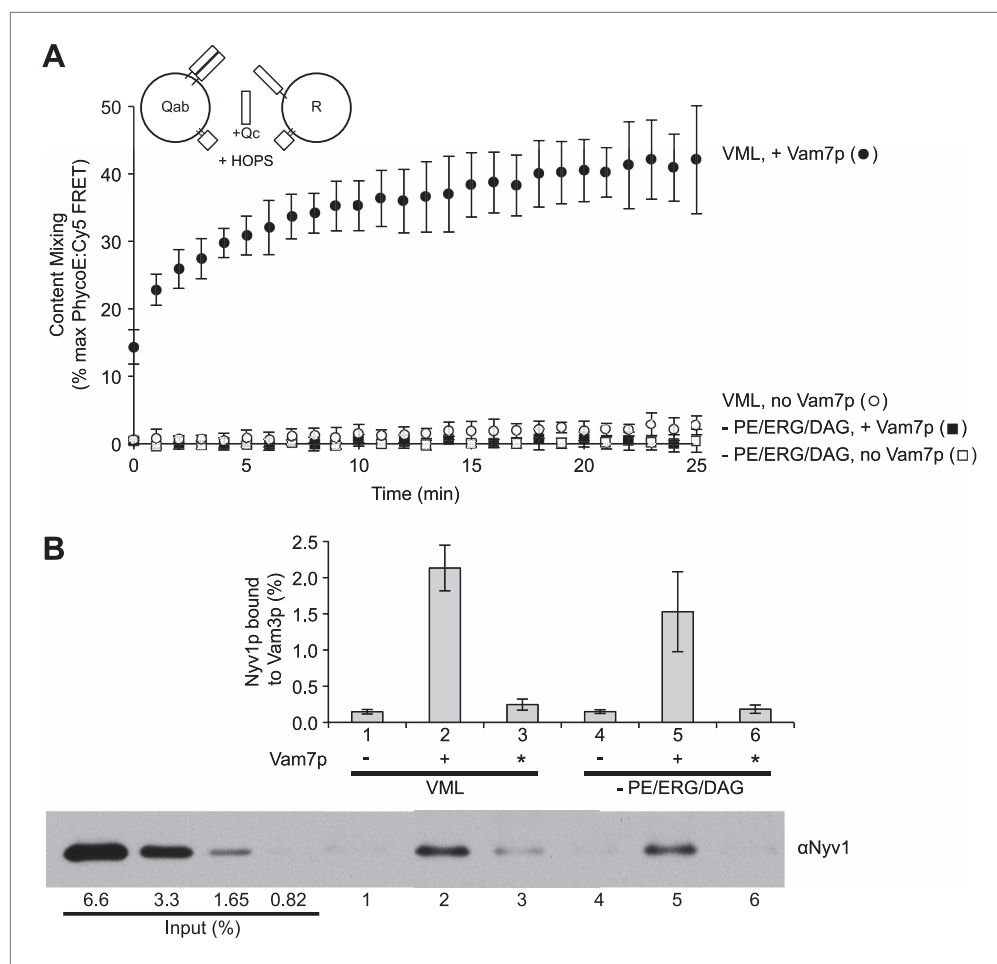 A
Qab
R
+Qc
+ HOPS
50
40
30
20
10
0
Content Mixing
(% max PhycoE:Cy5 FRET)
0 5 10 15 20 25
Time (min)
VML, + Vam7p (●)
VML, no Vam7p (○)
- PE/ERG/DAG, + Vam7p (■)
- PE/ERG/DAG, no Vam7p (□)
B
2.5
2.0
1.5
1.0
0.5
0.0
Nyv1p bound
to Vam3p (%)
1 2 3 4 5 6
Vam7p - + * - + *
VML - PE/ERG/DAG
αNyv1
6.6 3.3 1.65 0.82 1 2 3 4 5 6
Input (%)